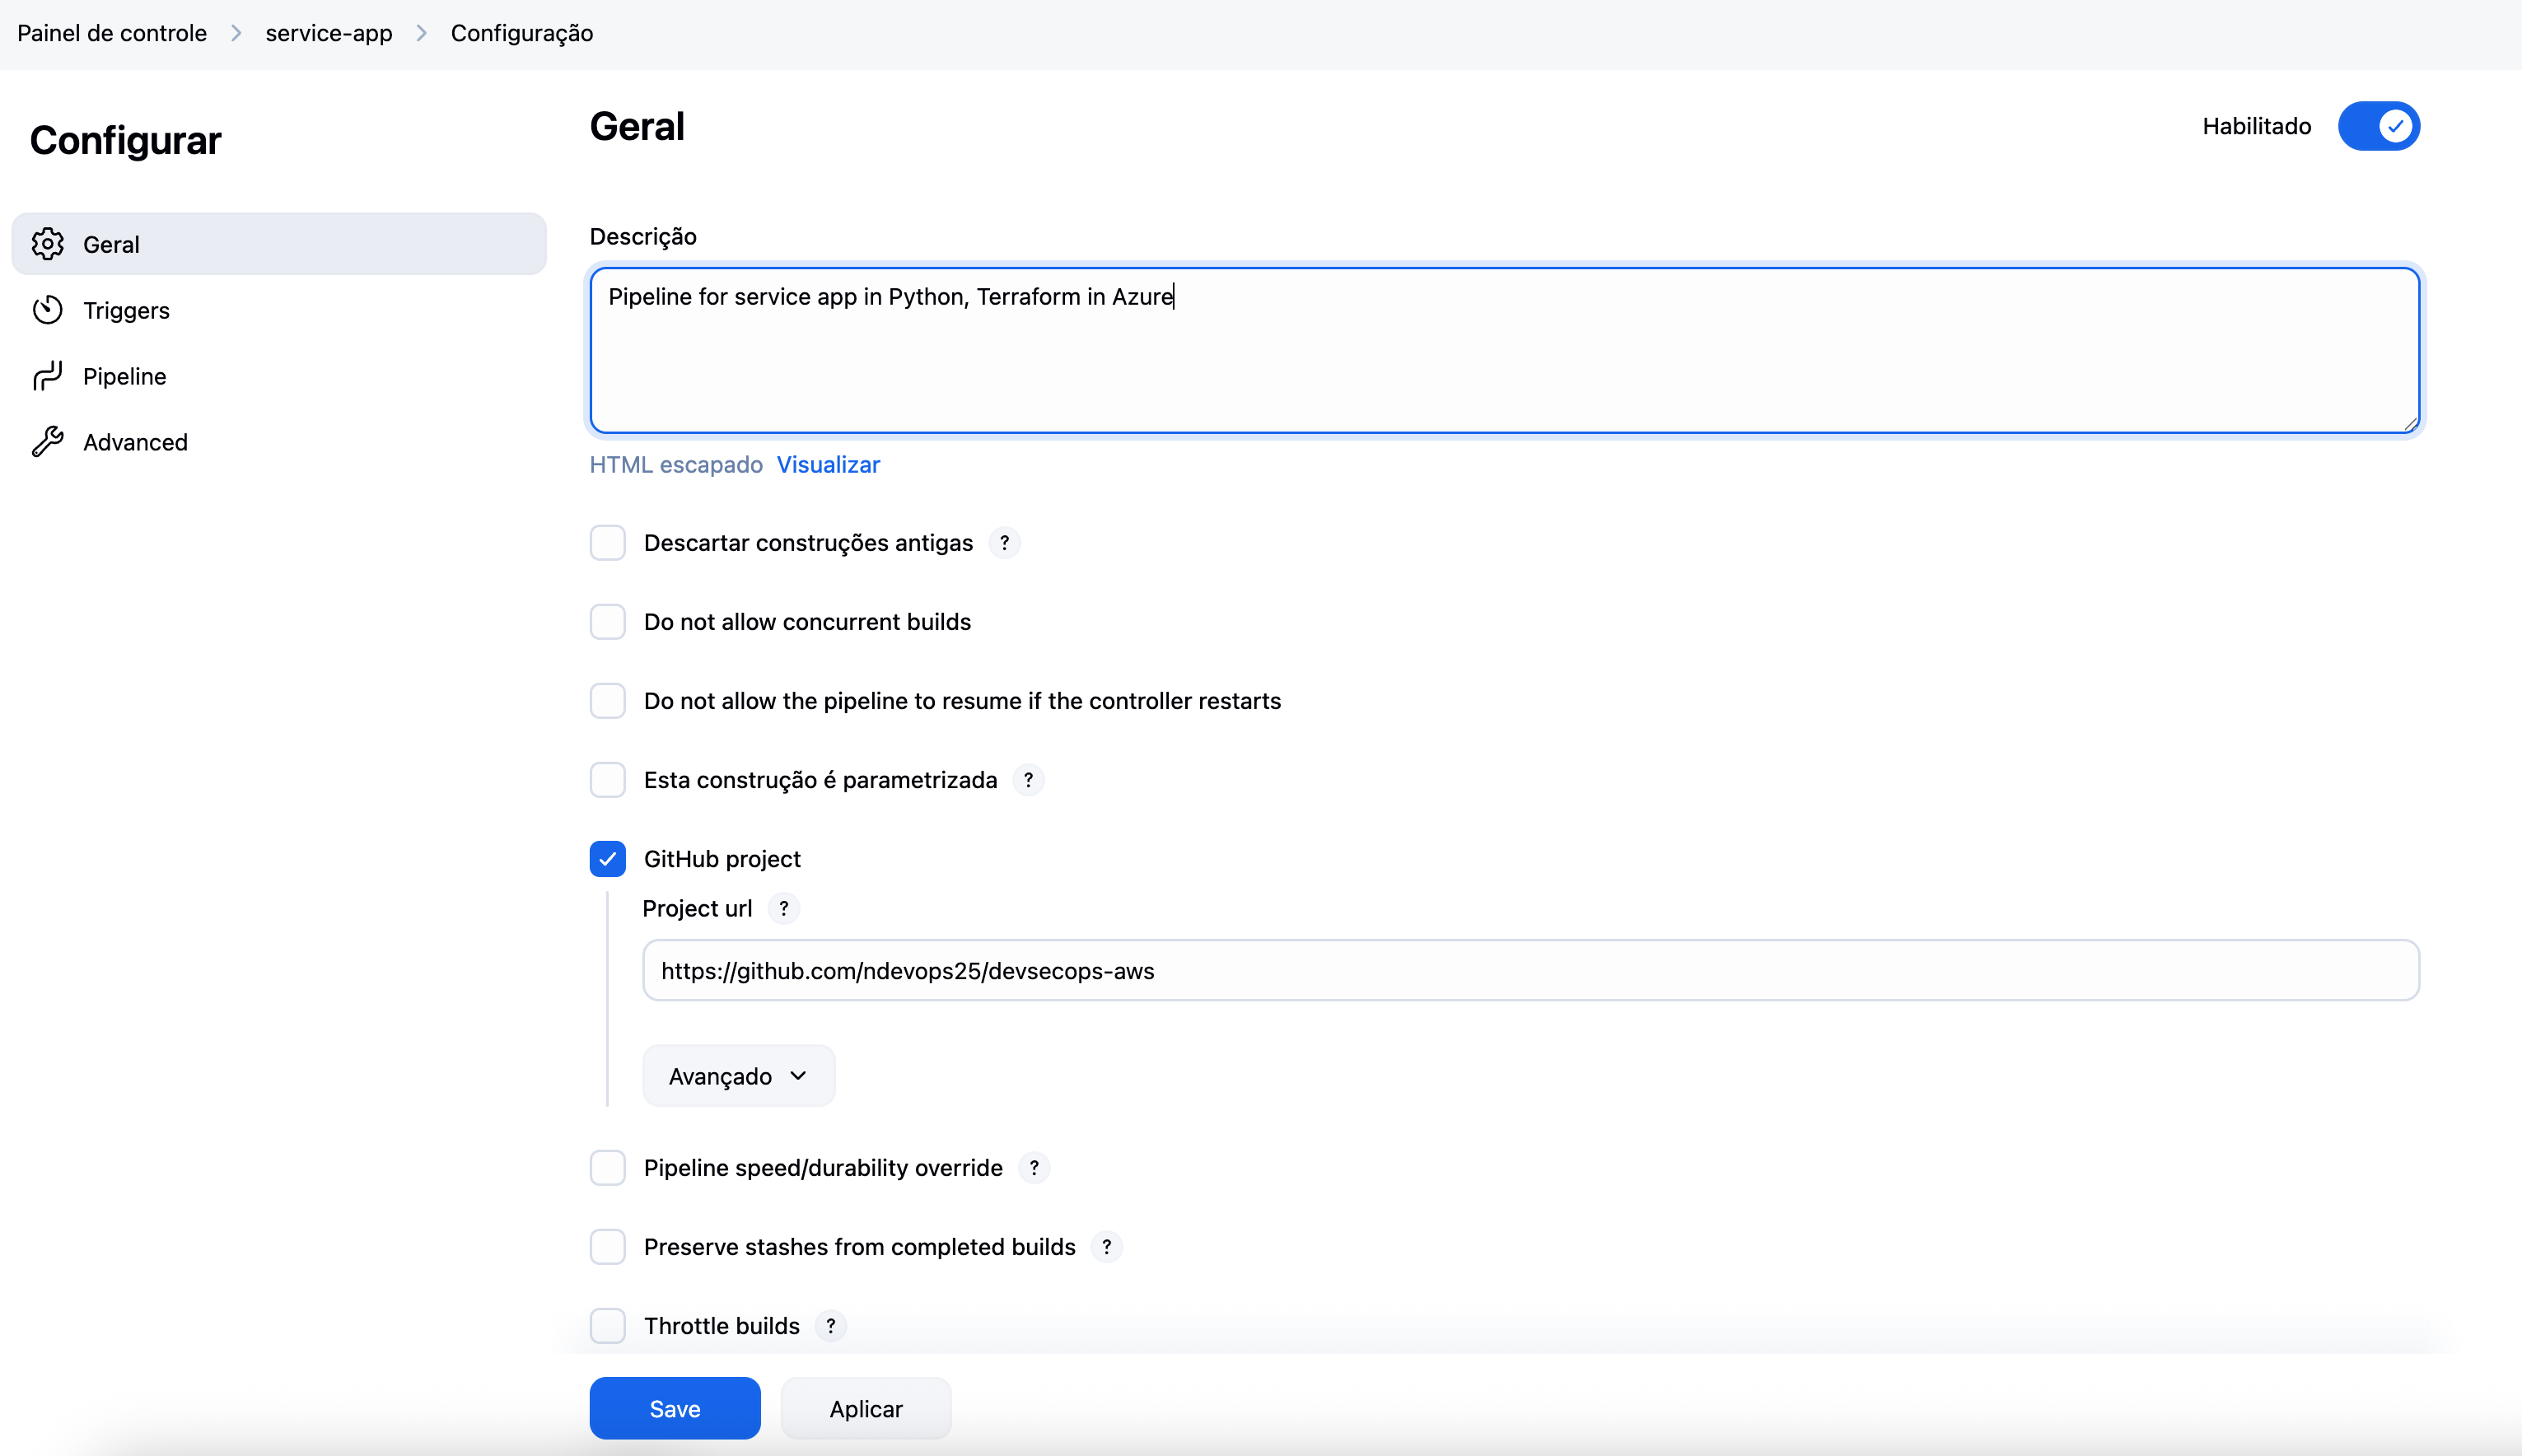 Painel de controle > service-app > Configuração
Configurar
Geral
Triggers
Pipeline
Advanced
Geral
Habilitado
Descrição
Pipeline for service app in Python, Terraform in Azure
HTML escapado Visualizar
Descartar construções antigas ?
Do not allow concurrent builds
Do not allow the pipeline to resume if the controller restarts
Esta construção é parametrizada ?
GitHub project
Project url ?
https://github.com/ndevops25/devsecops-aws
Avançado
Pipeline speed/durability override ?
Preserve stashes from completed builds ?
Throttle builds ?
Save Aplicar